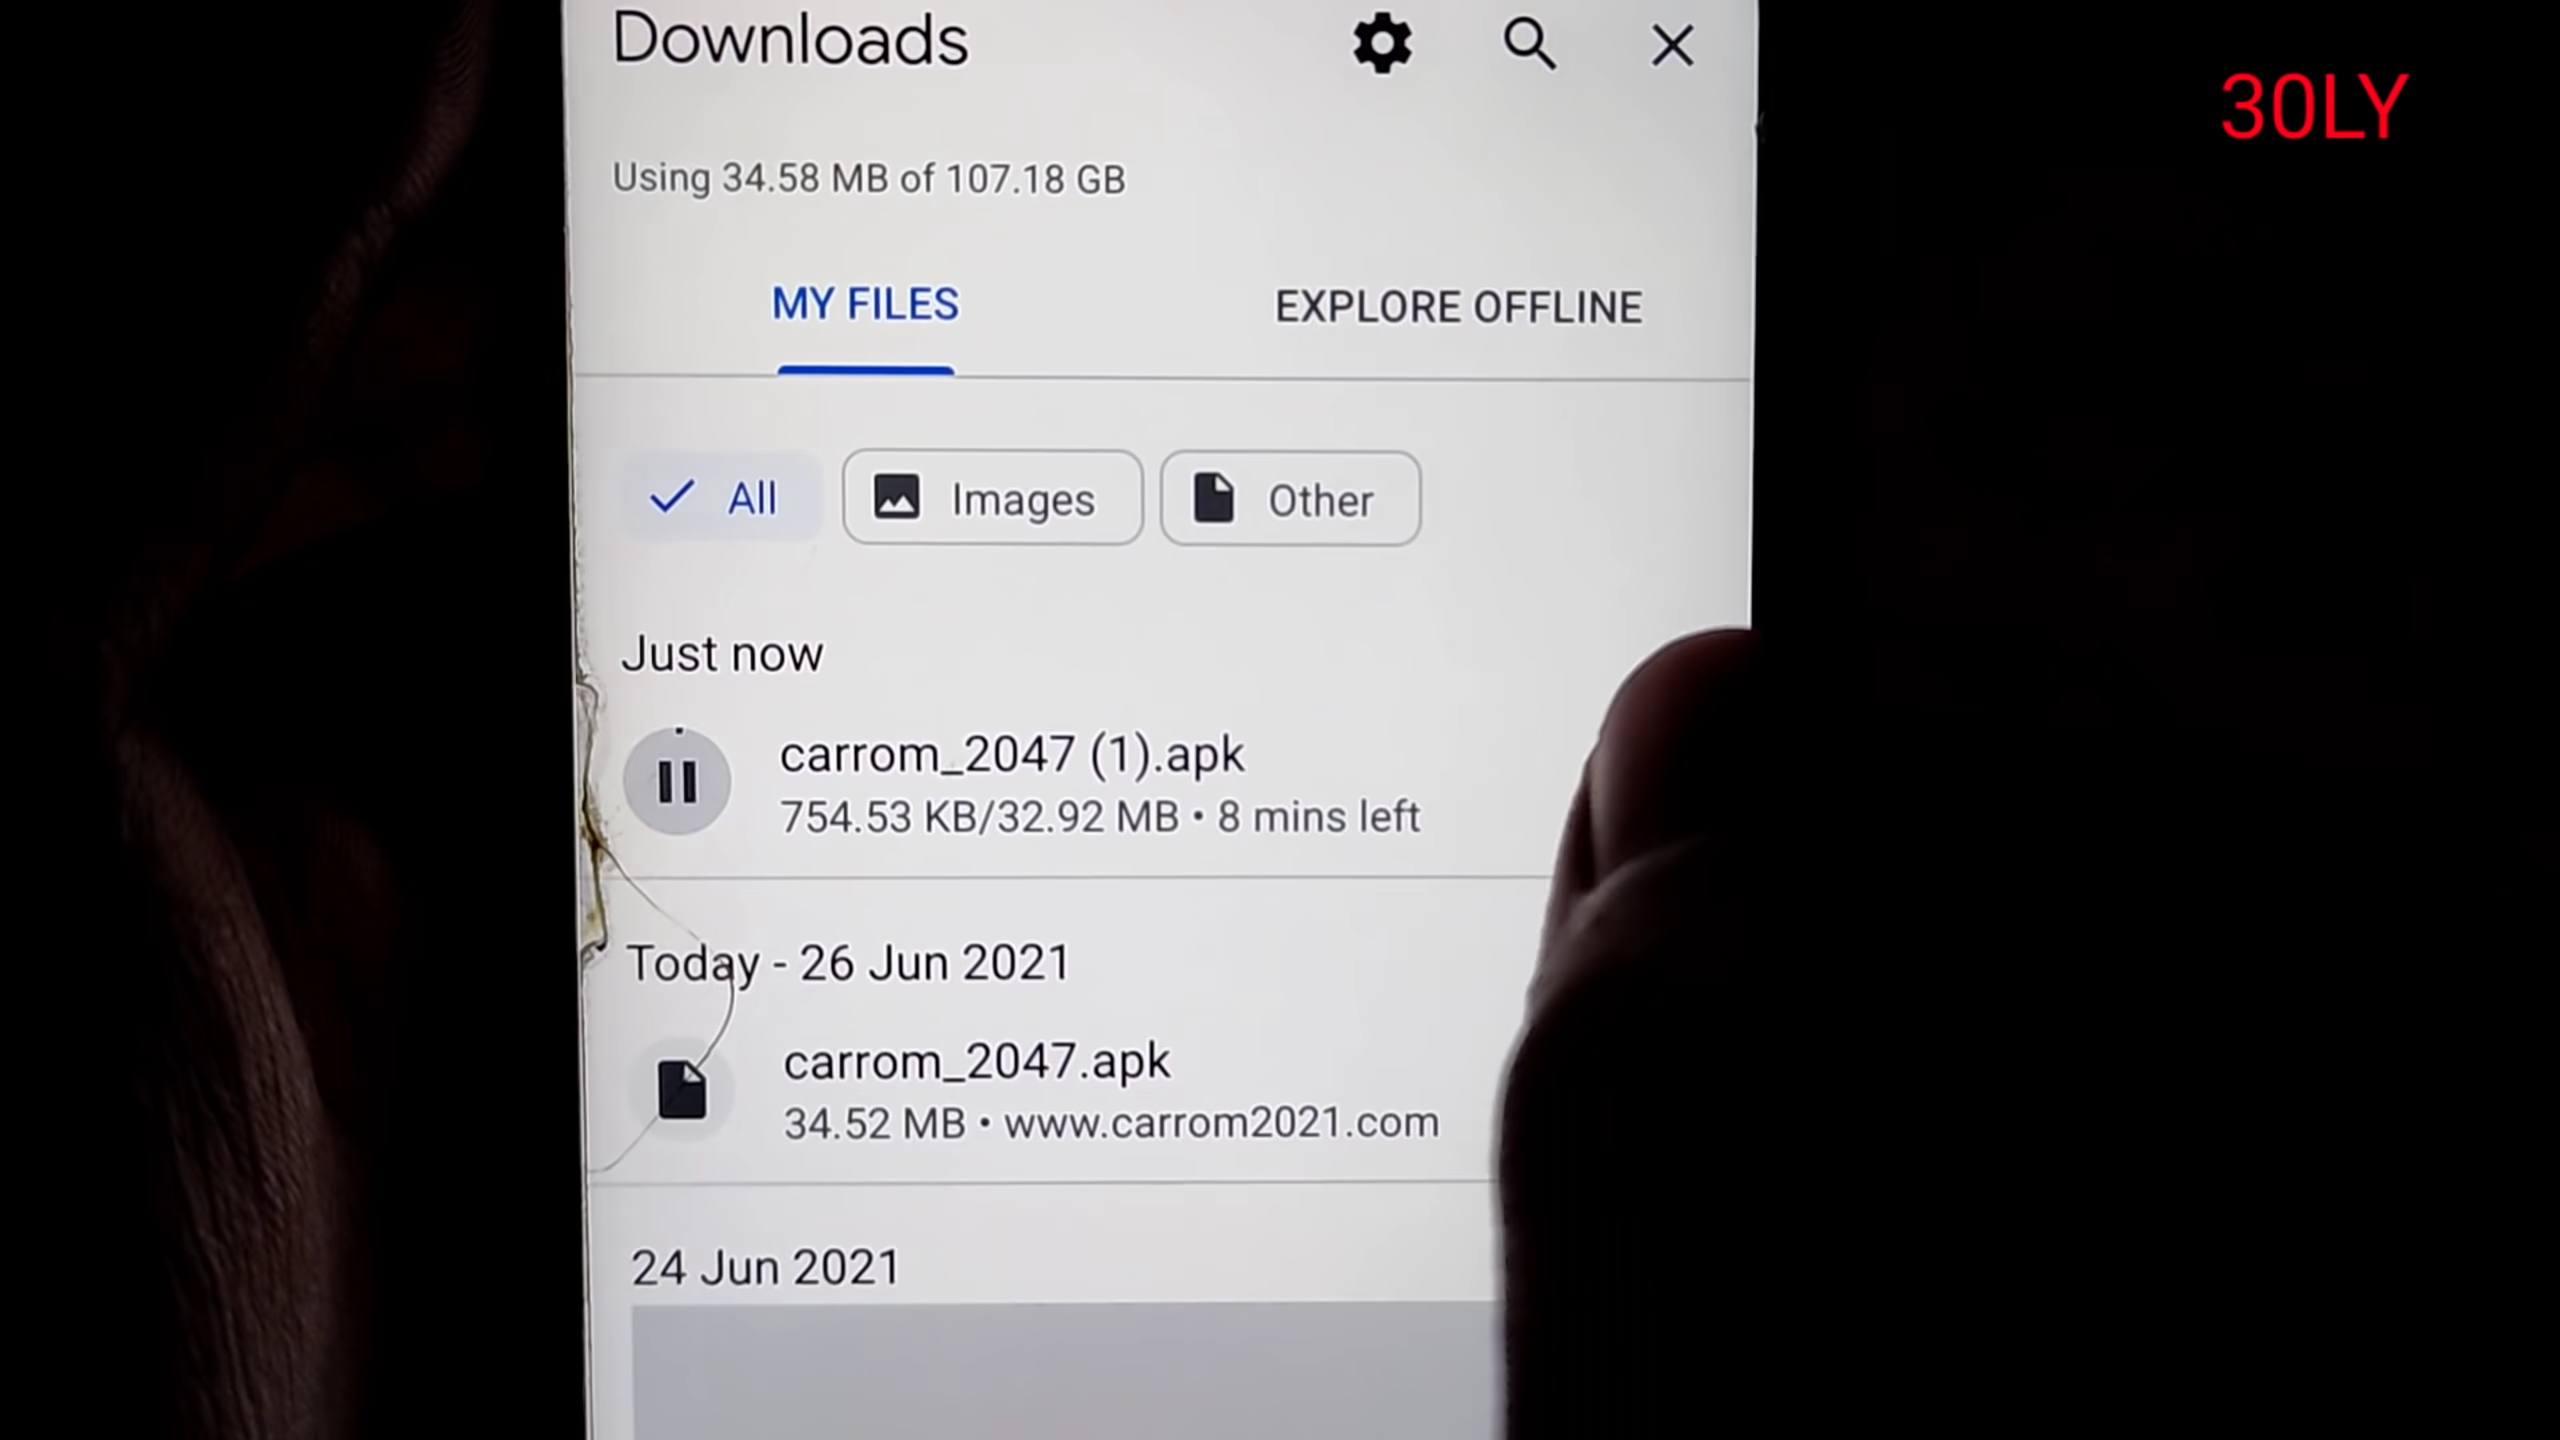 Downloads
30LY
Using 34.58 MB of 107.18 GB
MY FILES
EXPLORE OFFLINE
All
Images
Other
Just now
carrom_2047 (1).apk
754.53 KB/32.92 MB • 8 mins left
Today - 26 Jun 2021
carrom_2047.apk
34.52 MB • www.carrom2021.com
24 Jun 2021